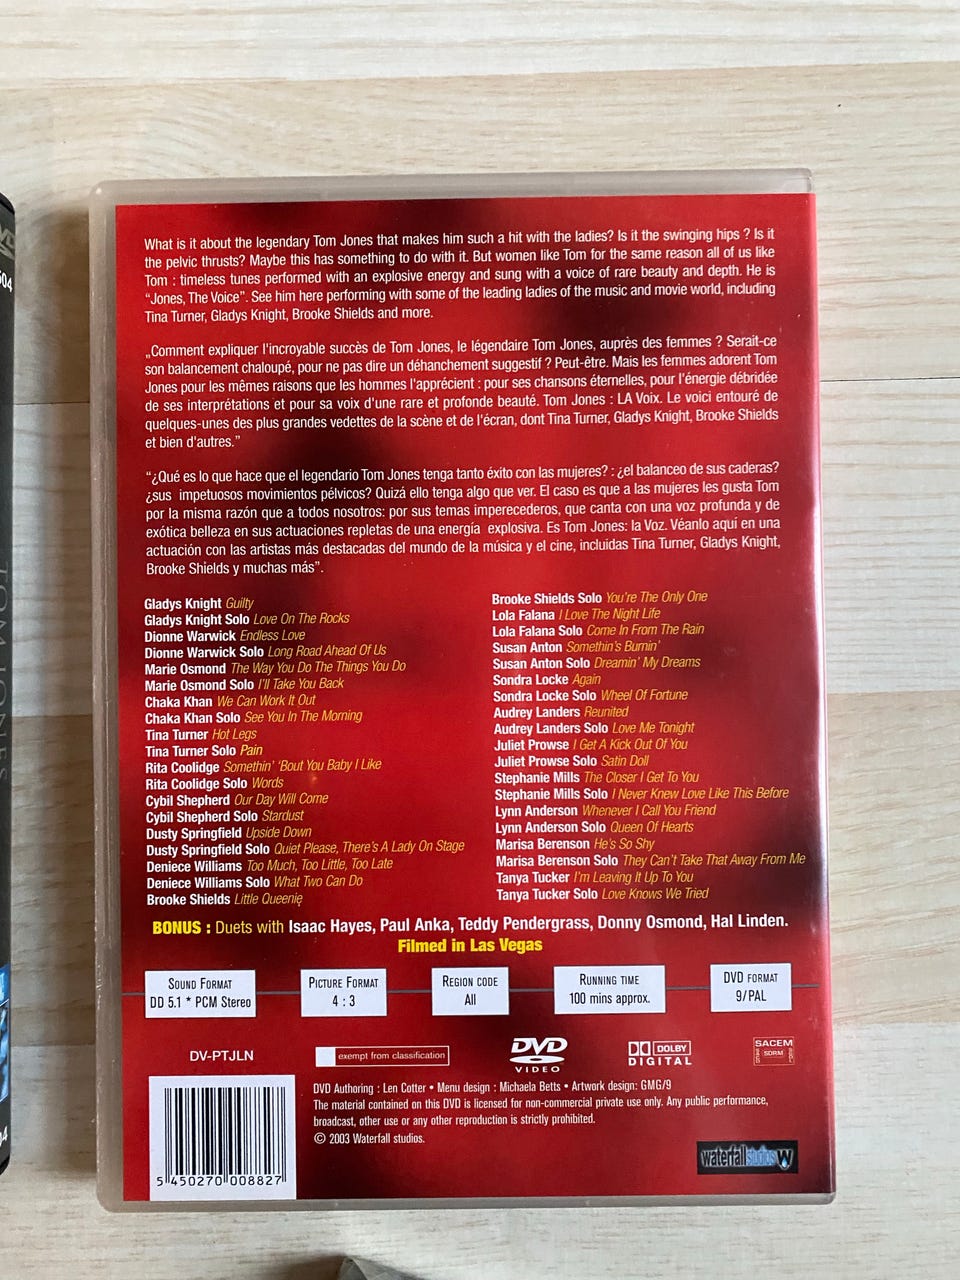 What is it about the legendary Tom Jones that makes him such a hit with the ladies? Is it the swinging hips ? Is it
the pelvic thrusts? Maybe this has something to do with it. But women like Tom for the same reason all of us like
Tom : timeless tunes performed with an explosive energy and sung with a voice of rare beauty and depth. He is
“Jones, The Voice”. See him here performing with some of the leading ladies of the music and movie world, including
Tina Turner, Gladys Knight, Brooke Shields and more.
„Comment expliquer l'incroyable succès de Tom Jones, le légendaire Tom Jones, auprès des femmes ? Serait-ce
son balancement chaloupé, pour ne pas dire un déhanchement suggestif ? Peut-être. Mais les femmes adorent Tom
Jones pour les mêmes raisons que les hommes l'apprécient : pour ses chansons éternelles, pour l'énergie débridée
de ses interprétations et pour sa voix d'une rare et profonde beauté. Tom Jones : LA Voix. Le voici entouré de
quelques-unes des plus grandes vedettes de la scène et de l'écran, dont Tina Turner, Gladys Knight, Brooke Shields
et bien d'autres.”
“¿Qué es lo que hace que el legendario Tom Jones tenga tanto éxito con las mujeres? : ¿el balanceo de sus caderas?
¿sus impetuosos movimientos pélvicos? Quizá ello tenga algo que ver. El caso es que a las mujeres les gusta Tom
por la misma razón que a todos nosotros: por sus temas imperecederos, que canta con una voz profunda y de
exótica belleza en sus actuaciones repletas de una energía explosiva. Es Tom Jones: la Voz. Véanlo aquí en una
actuación con las artistas más destacadas del mundo de la música y el cine, incluidas Tina Turner, Gladys Knight,
Brooke Shields y muchas más”.
Gladys Knight Guilty
Gladys Knight Solo Love On The Rocks
Dionne Warwick Endless Love
Dionne Warwick Solo Long Road Ahead Of Us
Marie Osmond The Way You Do The Things You Do
Marie Osmond Solo I'll Take You Back
Chaka Khan We Can Work It Out
Chaka Khan Solo See You In The Morning
Tina Turner Hot Legs
Tina Turner Solo Pain
Rita Coolidge Somethin' ‘Bout You Baby I Like
Rita Coolidge Solo Words
Cybil Shepherd Our Day Will Come
Cybil Shepherd Solo Stardust
Dusty Springfield Upside Down
Dusty Springfield Solo Quiet Please, There's A Lady On Stage
Deniece Williams Too Much, Too Little, Too Late
Deniece Williams Solo What Two Can Do
Brooke Shields Little Queenie
Brooke Shields Solo You're The Only One
Lola Falana I Love The Night Life
Lola Falana Solo Come In From The Rain
Susan Anton Somethin's Burnin'
Susan Anton Solo Dreamin' My Dreams
Sondra Locke Again
Sondra Locke Solo Wheel Of Fortune
Audrey Landers Reunited
Audrey Landers Solo Love Me Tonight
Juliet Prowse I Get A Kick Out Of You
Juliet Prowse Solo Satin Doll
Stephanie Mills The Closer I Get To You
Stephanie Mills Solo I Never Knew Love Like This Before
Lynn Anderson Whenever I Call You Friend
Lynn Anderson Solo Queen Of Hearts
Marisa Berenson He's So Shy
Marisa Berenson Solo They Can't Take That Away From Me
Tanya Tucker I'm Leaving It Up To You
Tanya Tucker Solo Love Knows We Tried
BONUS : Duets with Isaac Hayes, Paul Anka, Teddy Pendergrass, Donny Osmond, Hal Linden.
Filmed in Las Vegas
SOUND FORMAT
DD 5.1 * PCM Stereo
PICTURE FORMAT
4 : 3
REGION CODE
All
RUNNING TIME
100 mins approx.
DVD FORMAT
9/PAL
DV-PTJLN
exempt from classification
DVD
VIDEO
DOLBY
DIGITAL
SACEM
SDRM
DVD Authoring : Len Cotter • Menu design : Michaela Betts • Artwork design: GMG/9
The material contained on this DVD is licensed for non-commercial private use only. Any public performance,
broadcast, other use or any other reproduction is strictly prohibited.
© 2003 Waterfall studios.
waterfallstudios W
5 450270 008827
TOM JONES